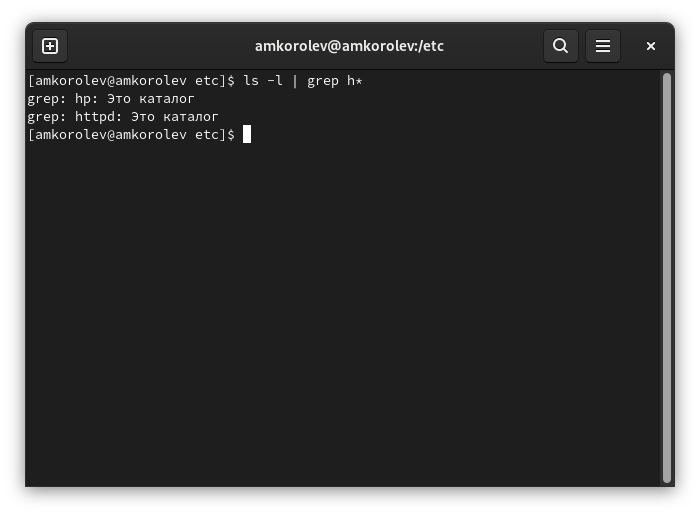 amkorolev@amkorolev:/etc
[amkorolev@amkorolev etc]$ ls -l | grep h*
grep: hp: Это каталог
grep: httpd: Это каталог
[amkorolev@amkorolev etc]$